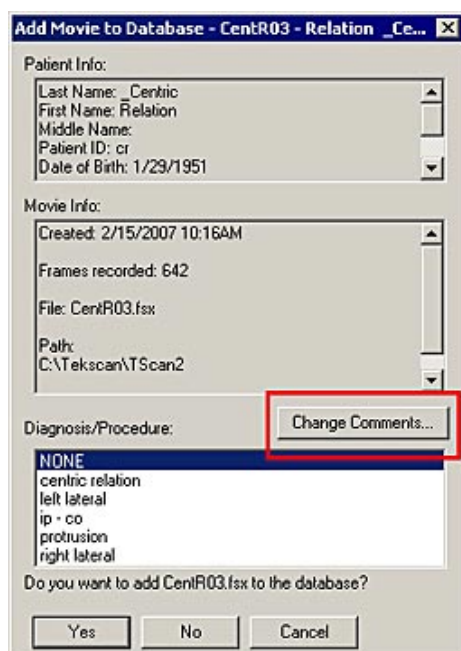 Add Movie to Database - CentR03 - Relation _Ce...
Patient Info:
Last Name: _Centric
First Name: Relation
Middle Name:
Patient ID: cr
Date of Birth: 1/29/1951
Movie Info:
Created: 2/15/2007 10:16AM
Frames recorded: 642
File: CentR03.fsx
Path:
C:\Tekscan\TScan2
Change Comments...
Diagnosis/Procedure:
NONE
centric relation
left lateral
ip - co
protrusion
right lateral
Do you want to add CentR03.fsx to the database?
Yes No Cancel